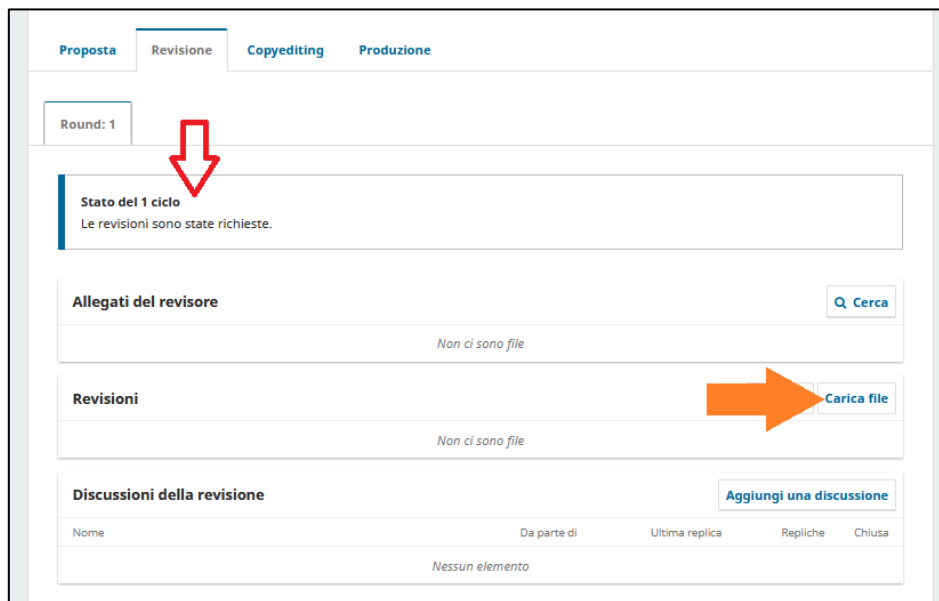 Proposta Revisione Copyediting Produzione
Round: 1
Stato del 1 ciclo
Le revisioni sono state richieste.
Allegati del revisore Cerca
Non ci sono file
Revisioni Carica file
Non ci sono file
Discussioni della revisione Aggiungi una discussione
Nome Da parte di Ultima replica Repliche Chiusa
Nessun elemento